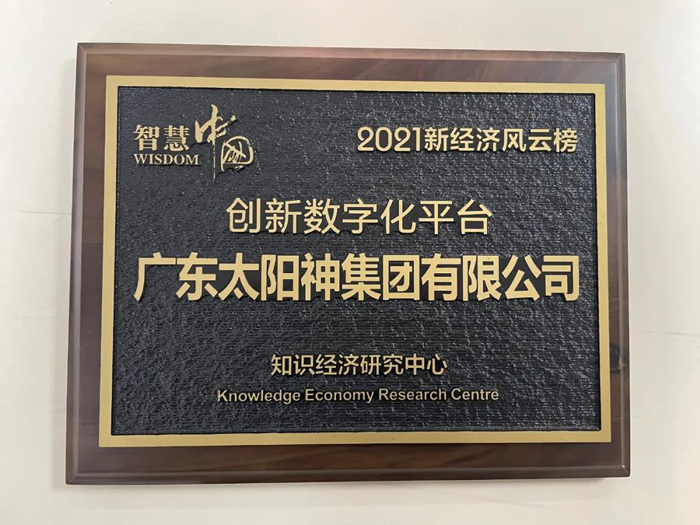 智慧中国
WISDOM
2021新经济风云榜
创新数字化平台
广东太阳神集团有限公司
知识经济研究中心
Knowledge Economy Research Centre